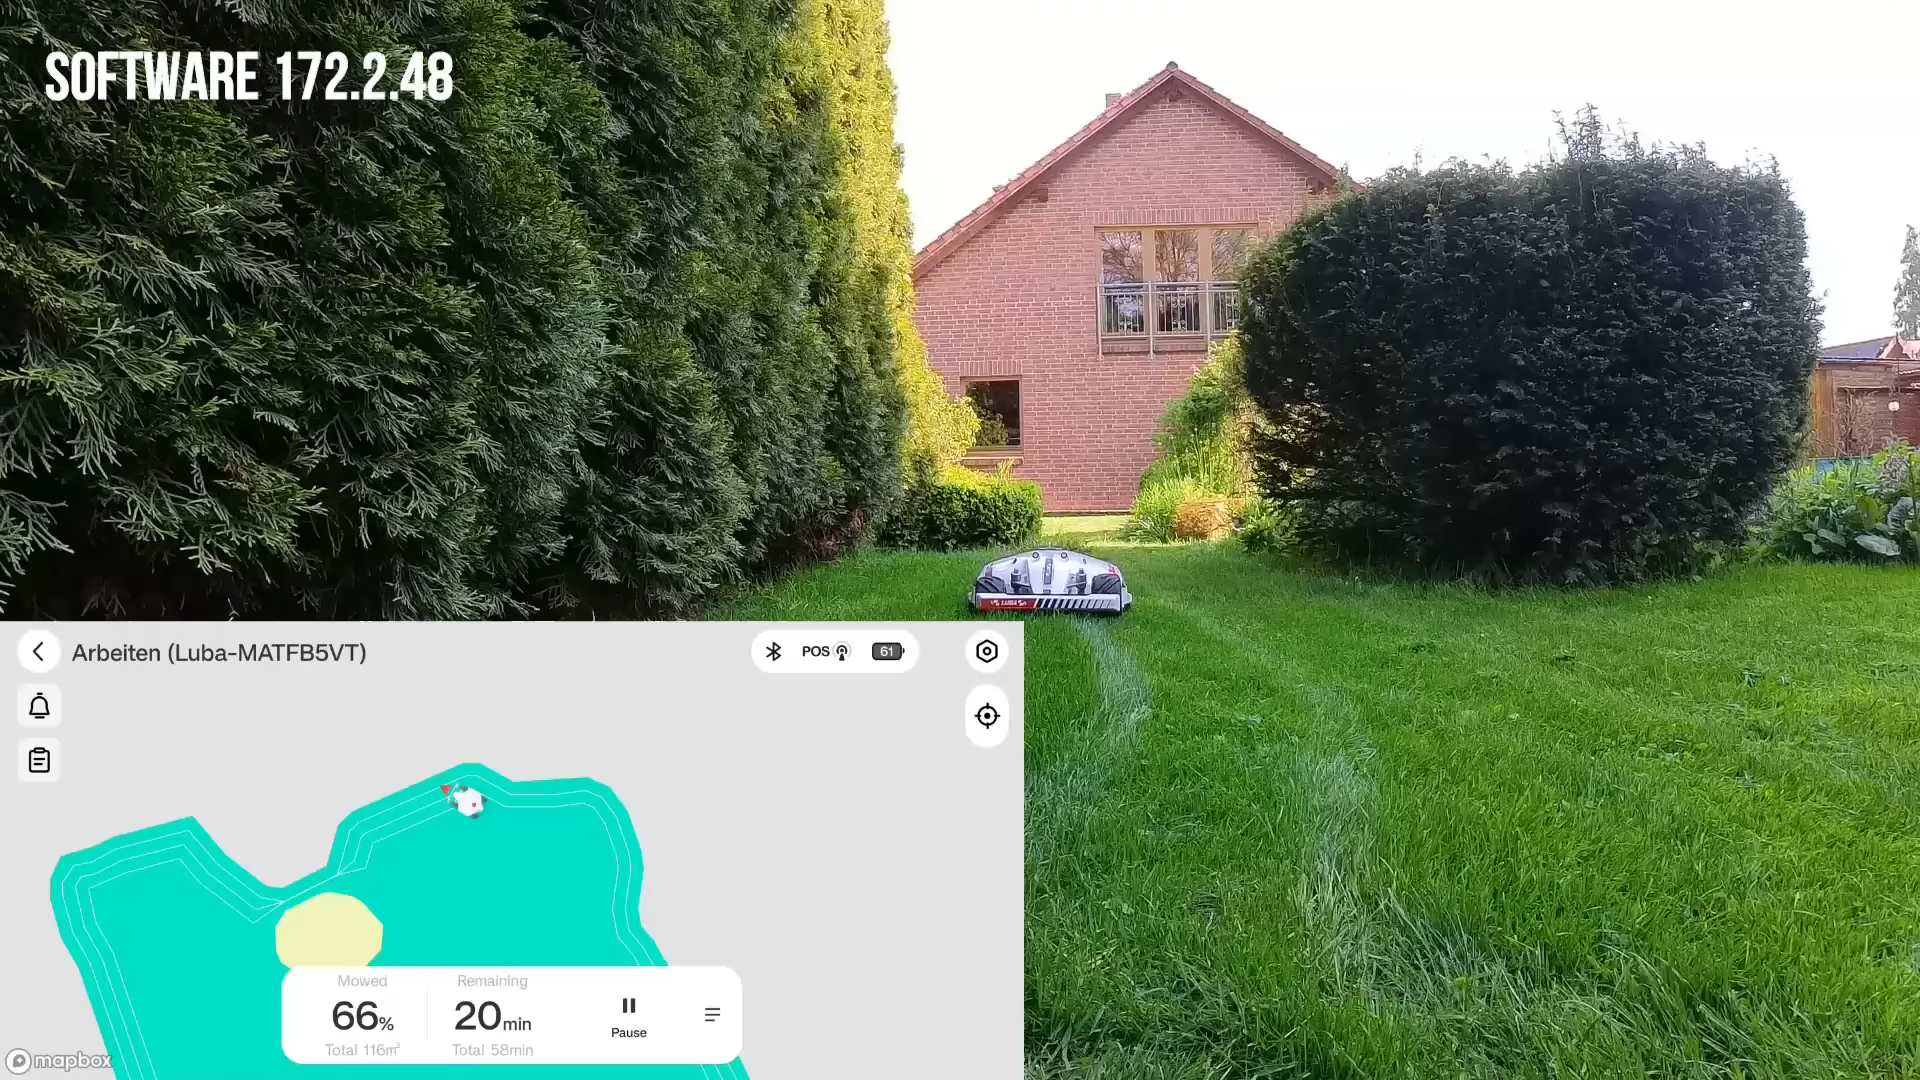 SOFTWARE 172.2.48
LUBA
Arbeiten (Luba-MATFB5VT)
POS
61
Mowed
Remaining
66%
20min
Pause
Total 116m²
Total 58min
mapbox